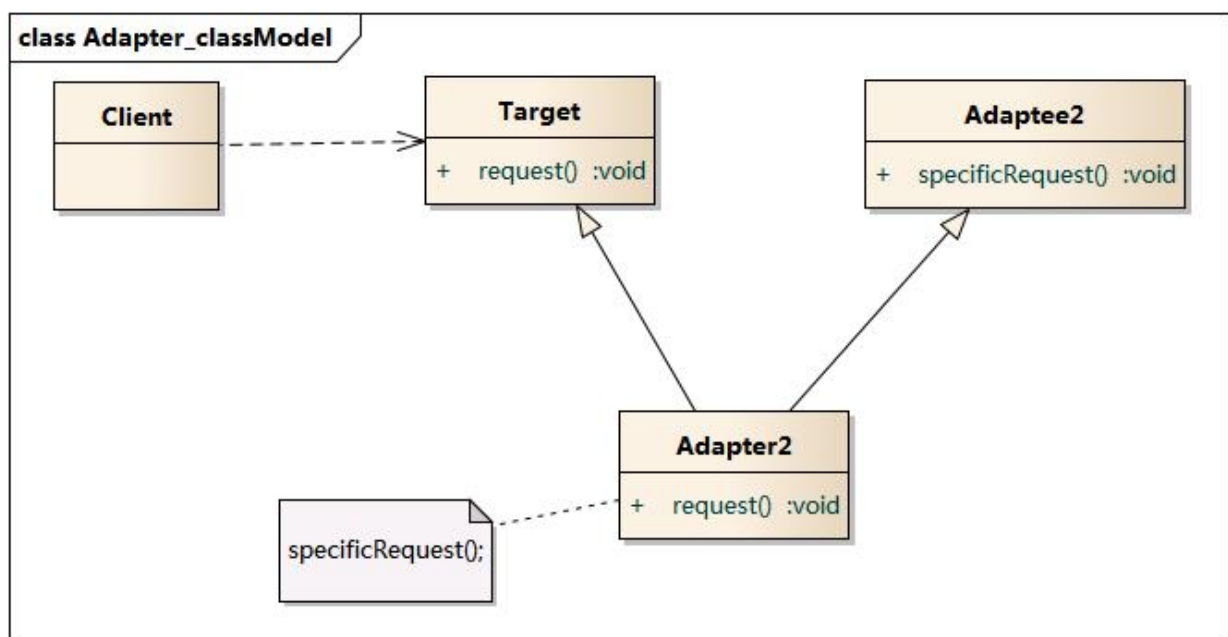 class Adapter_classModel
Client
Target
+ request() :void
Adaptee2
+ specificRequest() :void
Adapter2
+ request() :void
specificRequest();